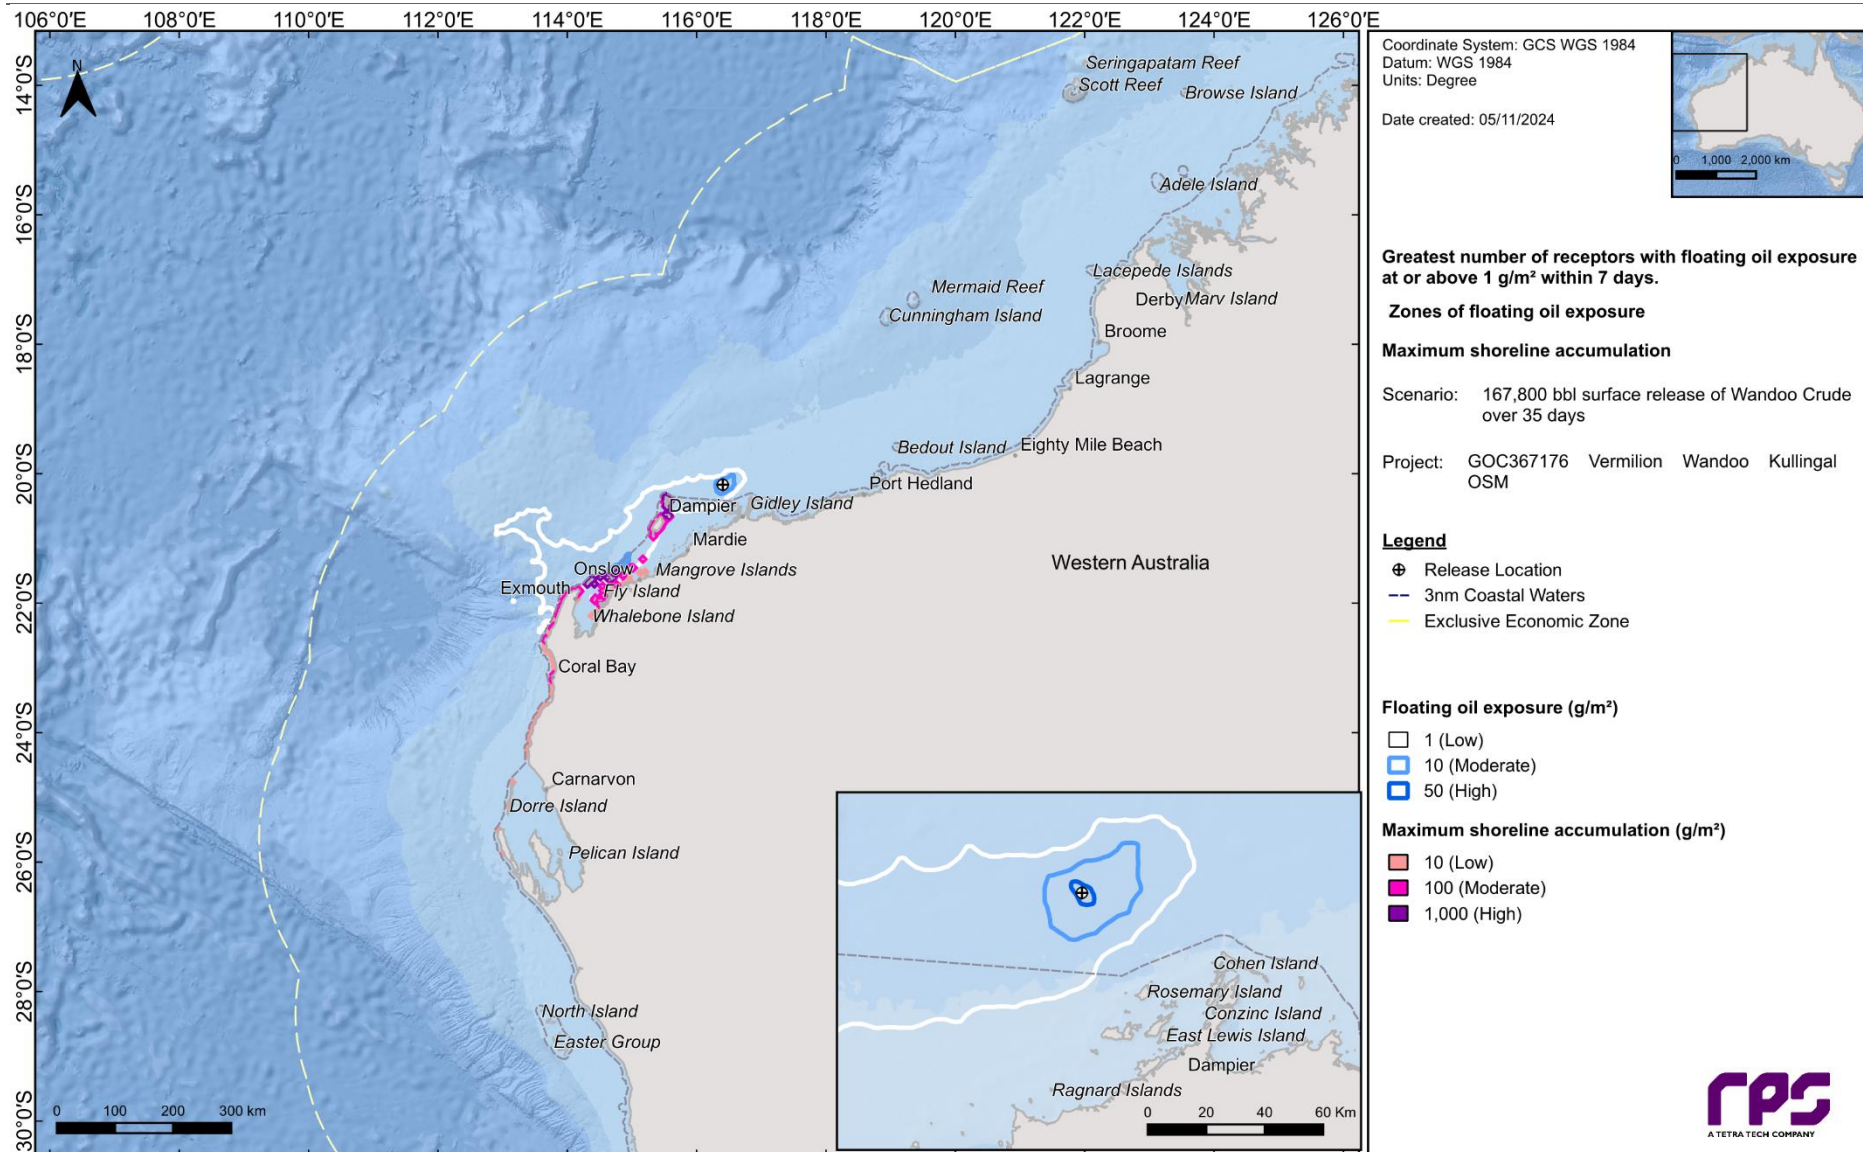 106°0'E 108°0'E 110°0'E 112°0'E 114°0'E 116°0'E 118°0'E 120°0'E 122°0'E 124°0'E 126°0'E
14°0'S
16°0'S
18°0'S
20°0'S
22°0'S
24°0'S
26°0'S
28°0'S
30°0'S
N
Seringapatam Reef
Scott Reef
Browse Island
Adele Island
Lacepede Islands
Mermaid Reef
Derby
Marv Island
Cunningham Island
Broome
Lagrange
Bedout Island
Eighty Mile Beach
Port Hedland
Dampier
Gidley Island
Mardie
Western Australia
Onslow
Mangrove Islands
Exmouth
Fly Island
Whalebone Island
Coral Bay
Carnarvon
Dorre Island
Pelican Island
North Island
Easter Group
0 100 200 300 km
Cohen Island
Rosemary Island
Conzinc Island
East Lewis Island
Dampier
Ragnard Islands
0 20 40 60 Km
Coordinate System: GCS WGS 1984
Datum: WGS 1984
Units: Degree
Date created: 05/11/2024
0 1,000 2,000 km
Greatest number of receptors with floating oil exposure
at or above 1 g/m² within 7 days.
Zones of floating oil exposure
Maximum shoreline accumulation
Scenario: 167,800 bbl surface release of Wandoo Crude
over 35 days
Project: GOC367176 Vermilion Wandoo Kullingal
OSM
Legend
Release Location
3nm Coastal Waters
Exclusive Economic Zone
Floating oil exposure (g/m²)
1 (Low)
10 (Moderate)
50 (High)
Maximum shoreline accumulation (g/m²)
10 (Low)
100 (Moderate)
1,000 (High)
rps
A TETRA TECH COMPANY